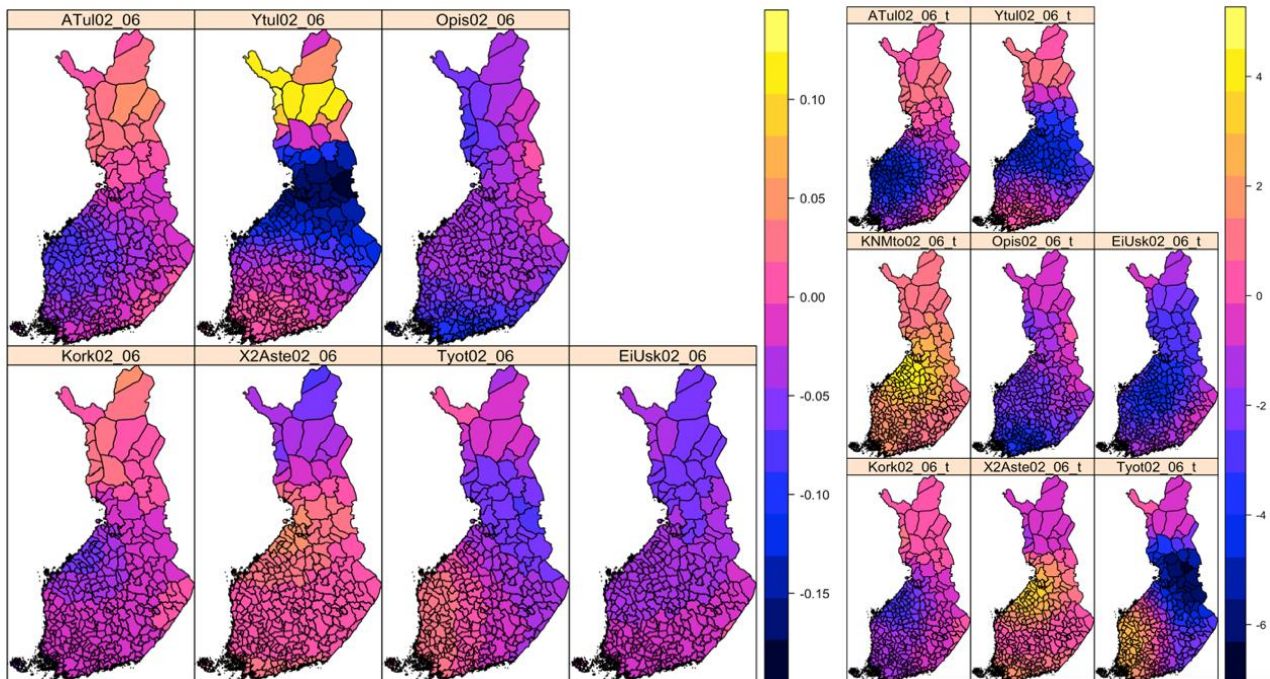 ATul02_06 Ytul02_06 Opis02_06
Kork02_06 X2Aste02_06 Tyot02_06 EiUsk02_06
0.10
0.05
0.00
-0.05
-0.10
-0.15
ATul02_06_t Ytul02_06_t
KNMto02_06_t Opis02_06_t EiUsk02_06_t
Kork02_06_t X2Aste02_06_t Tyot02_06_t
4
2
0
-2
-4
-6